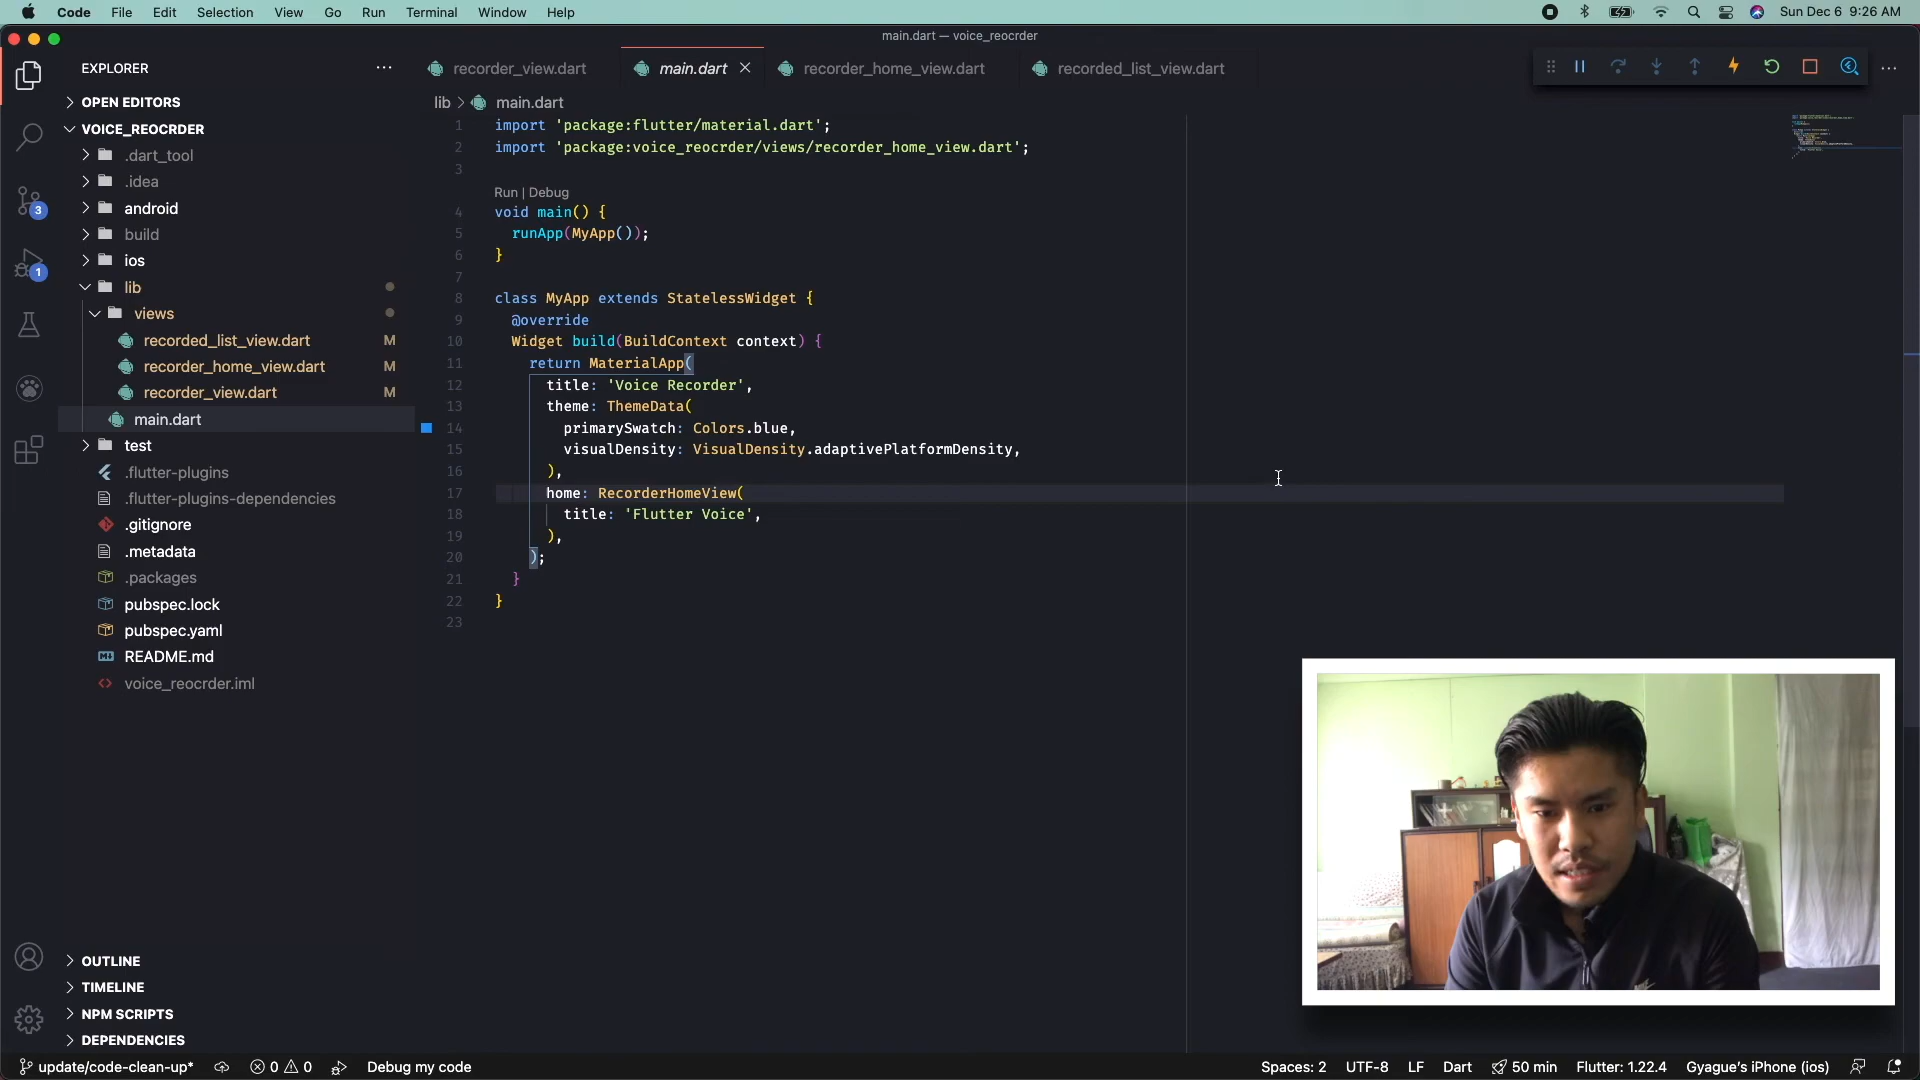 Code File Edit Selection View Go Run Terminal Window Help Sun Dec 6 9:26 AM
main.dart — voice_reocrder
EXPLORER
recorder_view.dart main.dart recorder_home_view.dart recorded_list_view.dart
lib > main.dart
OPEN EDITORS
VOICE_REOCRDER
.dart_tool
.idea
android
build
ios
lib
views
recorded_list_view.dart M
recorder_home_view.dart M
recorder_view.dart M
main.dart
test
.flutter-plugins
.flutter-plugins-dependencies
.gitignore
.metadata
.packages
pubspec.lock
pubspec.yaml
README.md
voice_reocrder.iml
3
1
OUTLINE
TIMELINE
NPM SCRIPTS
DEPENDENCIES
1 import 'package:flutter/material.dart';
2 import 'package:voice_reocrder/views/recorder_home_view.dart';
3
Run | Debug
4 void main() {
5 runApp(MyApp());
6 }
7
8 class MyApp extends StatelessWidget {
9 @override
10 Widget build(BuildContext context) {
11 return MaterialApp(
12 title: 'Voice Recorder',
13 theme: ThemeData(
14 primarySwatch: Colors.blue,
15 visualDensity: VisualDensity.adaptivePlatformDensity,
16 ),
17 home: RecorderHomeView(
18 title: 'Flutter Voice',
19 ),
20 );
21 }
22 }
23
update/code-clean-up* 0 0 Debug my code Spaces: 2 UTF-8 LF Dart 50 min Flutter: 1.22.4 Gyague's iPhone (ios)